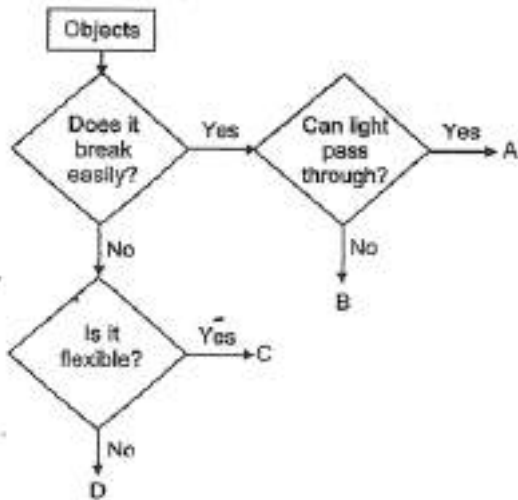 Objects
Does it
break
easily?
Yes
Can light
pass
through?
Yes
A
No
No
B
Is it
flexible?
Yes
C
No
D